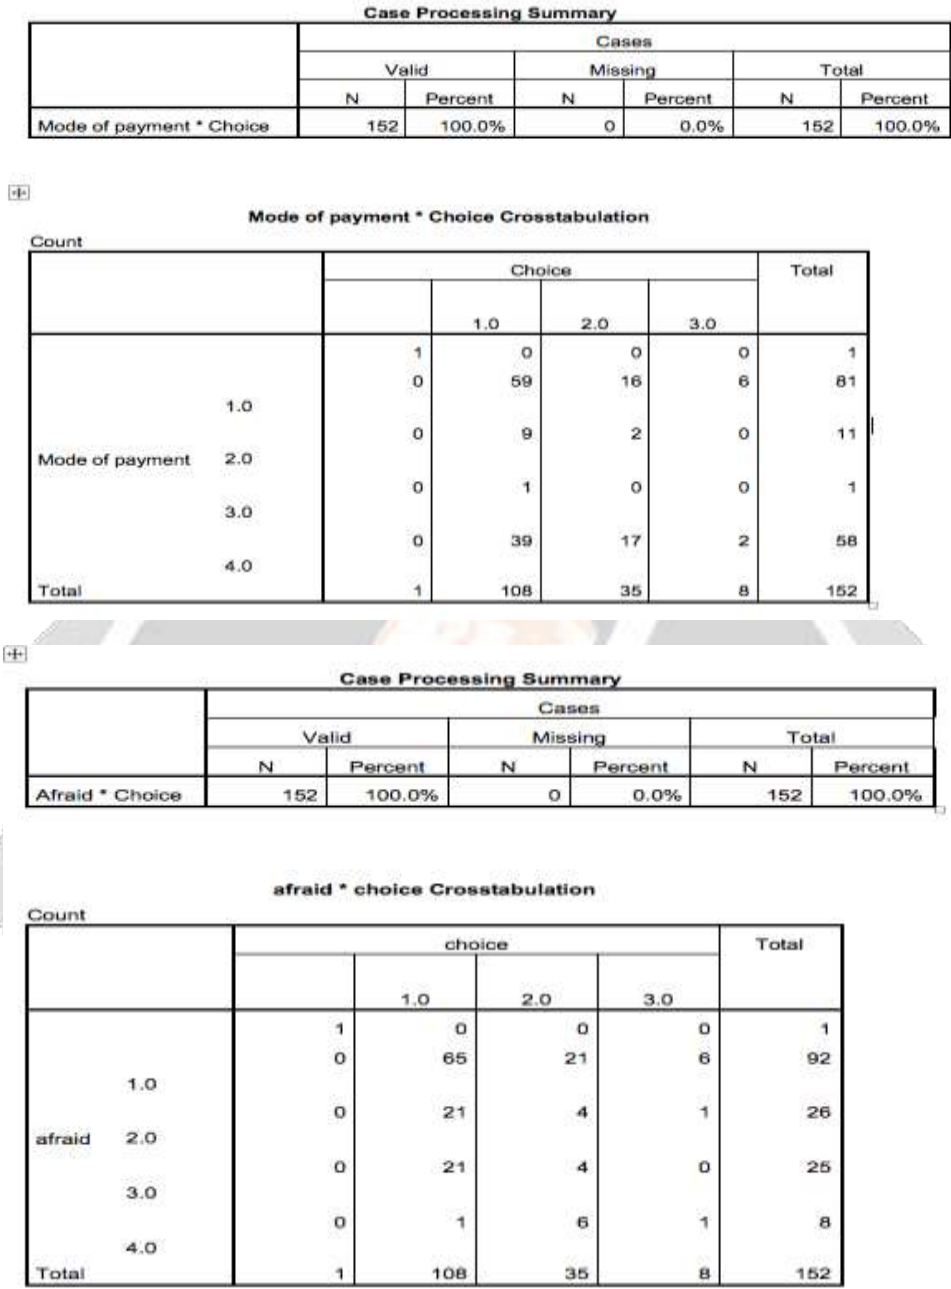 Case Processing Summary
Cases
Valid Missing Total
N Percent N Percent N Percent
Mode of payment * Choice 152 100.0% 0 0.0% 152 100.0%
Mode of payment * Choice Crosstabulation
Count
Choice Total
1.0 2.0 3.0
1 0 0 0 1
0 59 16 6 81
1.0
0 9 2 0 11
Mode of payment 2.0
0 1 0 0 1
3.0
0 39 17 2 58
4.0
Total 1 108 35 8 152
Case Processing Summary
Cases
Valid Missing Total
N Percent N Percent N Percent
Afraid * Choice 152 100.0% 0 0.0% 152 100.0%
afraid * choice Crosstabulation
Count
choice Total
1.0 2.0 3.0
1 0 0 0 1
0 65 21 6 92
1.0
0 21 4 1 26
afraid 2.0
0 21 4 0 25
3.0
0 1 6 1 8
4.0
Total 1 108 35 8 152